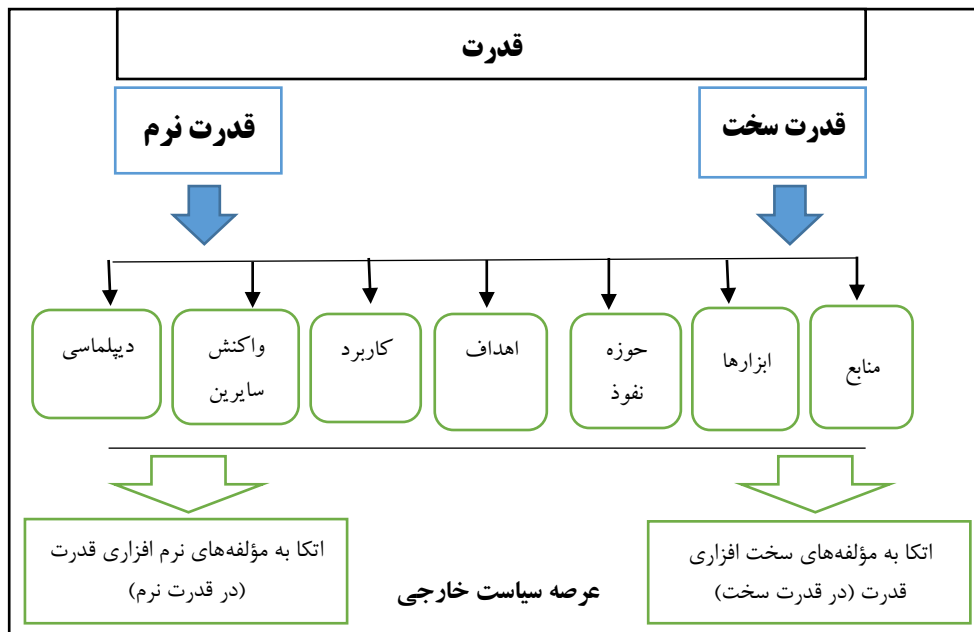 قدرت
قدرت سخت
قدرت نرم
منابع
ابزارها
حوزه
نفوذ
اهداف
کاربرد
واکنش
سایرین
دیپلماسی
اتکا به مؤلفه‌های سخت افزاری
قدرت (در قدرت سخت)
اتکا به مؤلفه‌های نرم افزاری قدرت
(در قدرت نرم)
عرصه سیاست خارجی